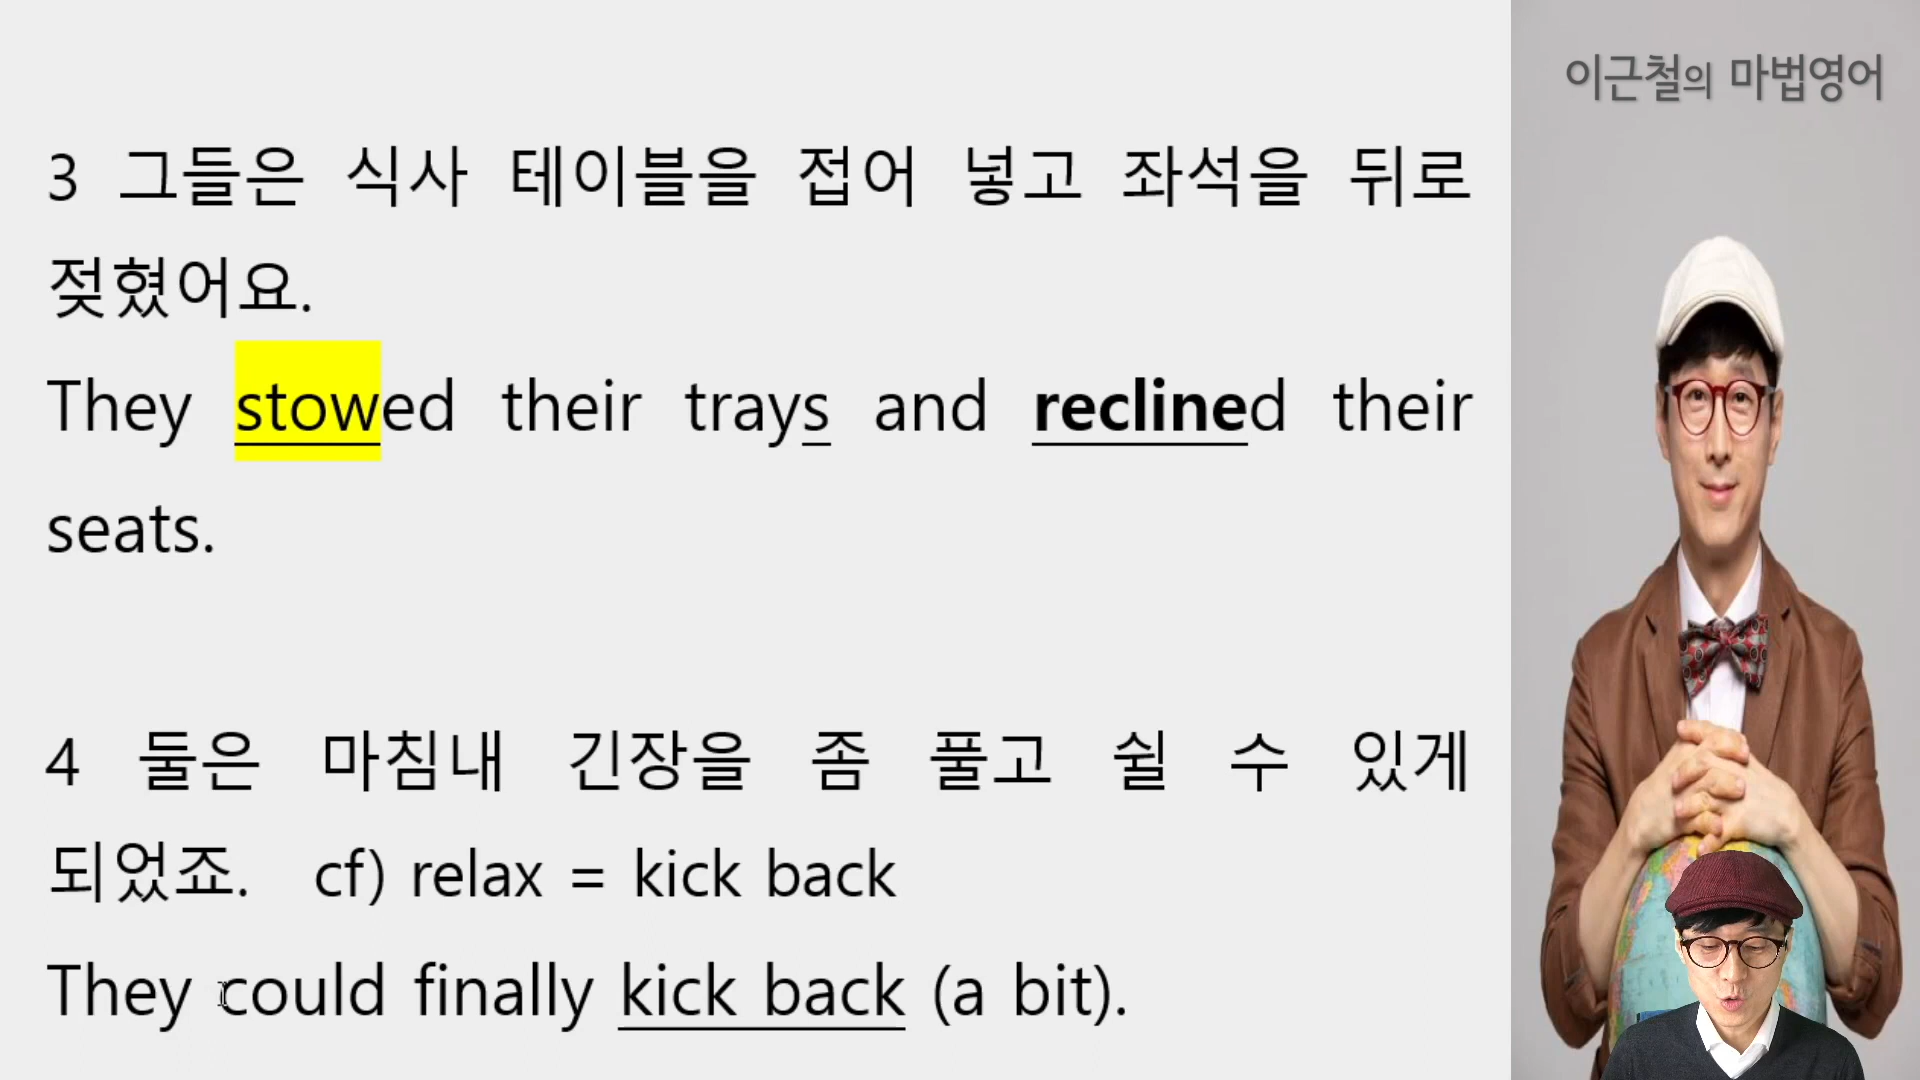 이근철의 마법영어
3 그들은 식사 테이블을 접어 넣고 좌석을 뒤로
젖혔어요.
They stowed their trays and reclined their
seats.
4 둘은 마침내 긴장을 좀 풀고 쉴 수 있게
되었죠. cf) relax = kick back
They could finally kick back (a bit).